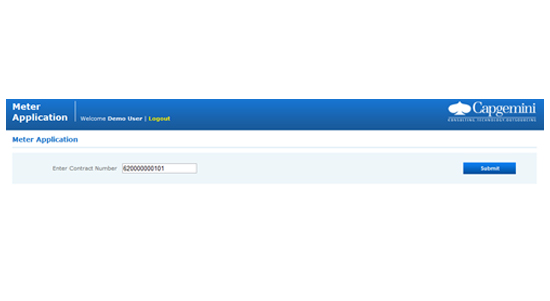 Meter
Application
Welcome Demo User | Logout
Capgemini
CONSULTING.TECHNOLOGY.OUTSOURCING
Meter Application
Enter Contract Number 620000000101
Submit